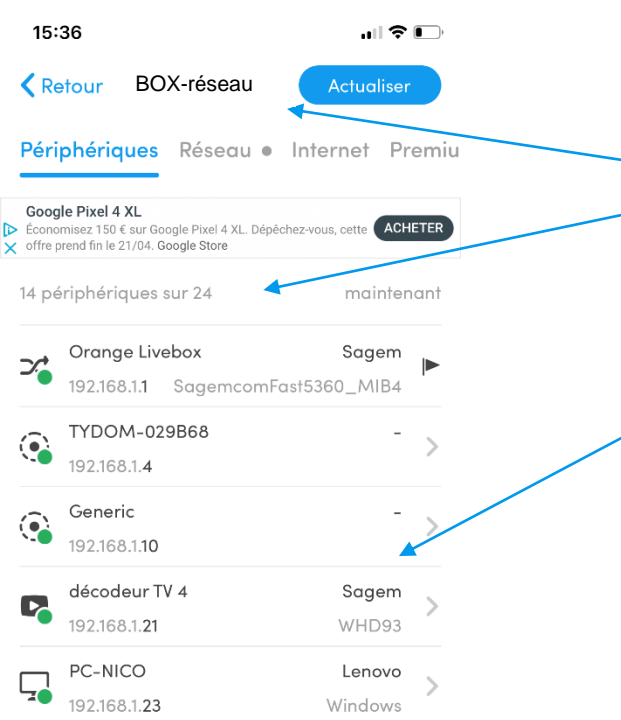 15:36
Retour BOX-réseau Actualiser
Périphériques Réseau Internet Premiu
Google Pixel 4 XL
Économisez 150 € sur Google Pixel 4 XL. Dépêchez-vous, cette
offre prend fin le 21/04. Google Store
ACHETER
14 périphériques sur 24 maintenant
Orange Livebox Sagem
192.168.1.1 SagemcomFast5360_MIB4
TYDOM-029B68 -
192.168.1.4
Generic -
192.168.1.10
décodeur TV 4 Sagem
192.168.1.21 WHD93
PC-NICO Lenovo
192.168.1.23 Windows